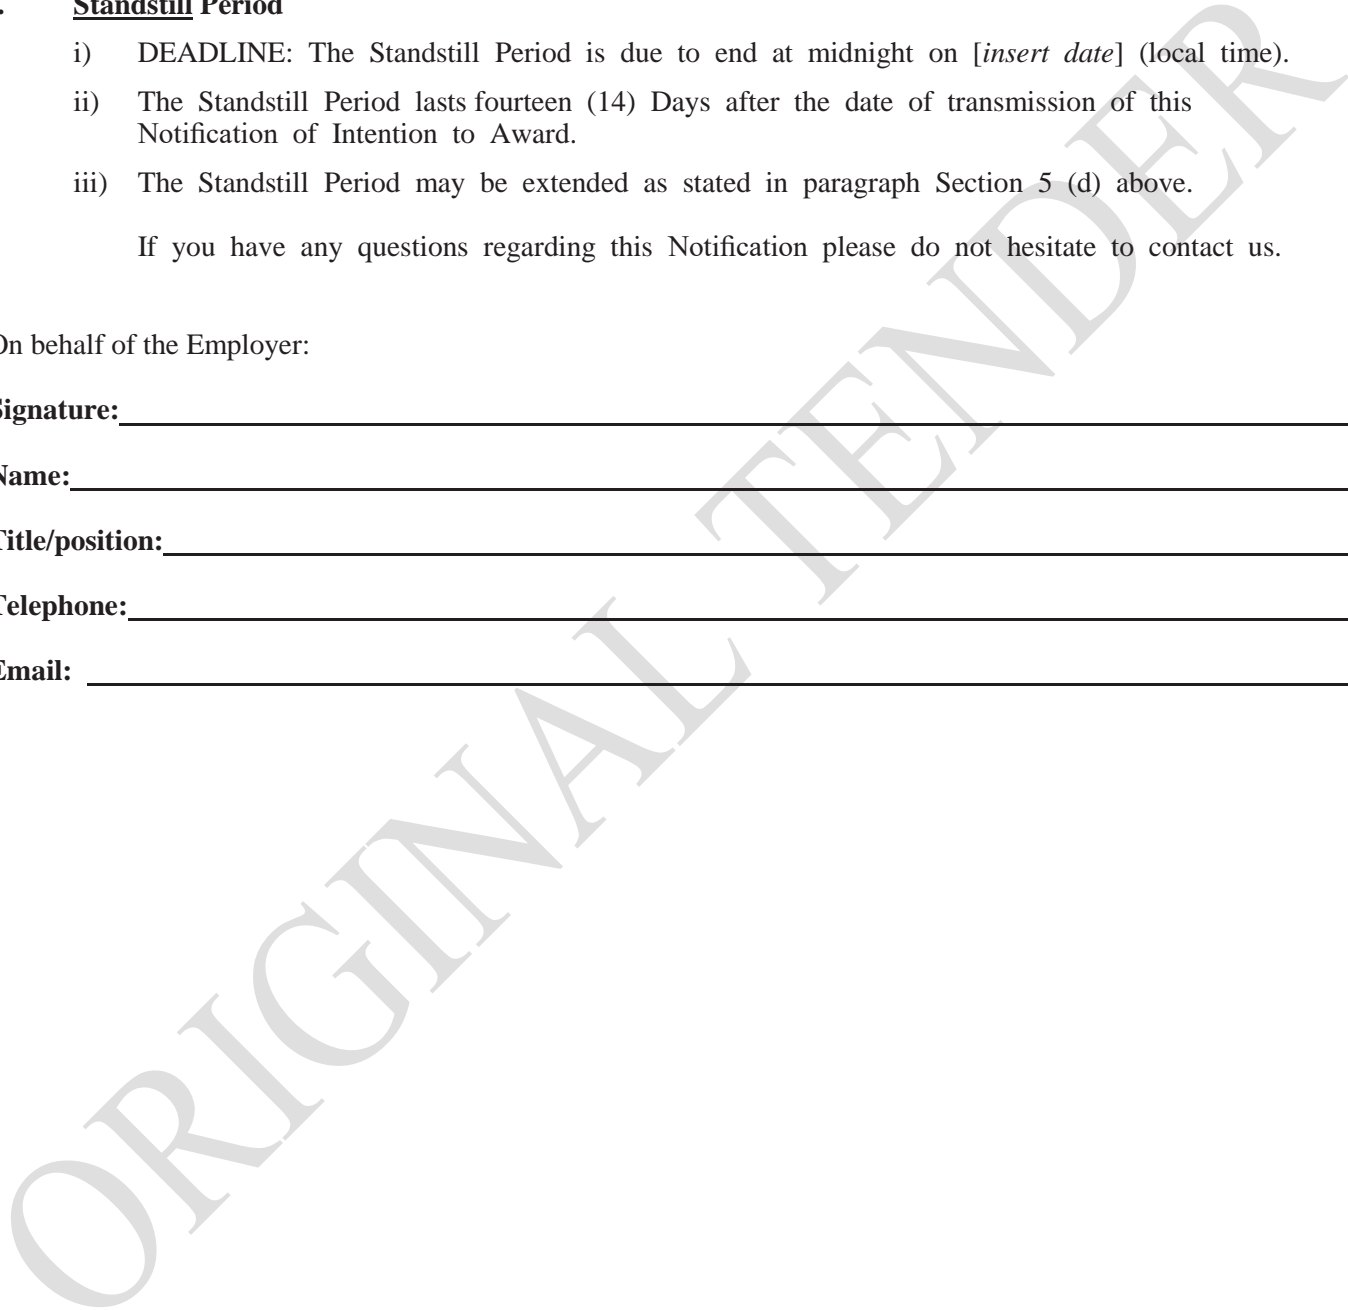 . Standstill Period
i) DEADLINE: The Standstill Period is due to end at midnight on [insert date] (local time).
ii) The Standstill Period lasts fourteen (14) Days after the date of transmission of this
Notification of Intention to Award.
iii) The Standstill Period may be extended as stated in paragraph Section 5 (d) above.
If you have any questions regarding this Notification please do not hesitate to contact us.
On behalf of the Employer:
Signature:
Name:
Title/position:
Telephone:
Email:
ORIGINAL TENDER